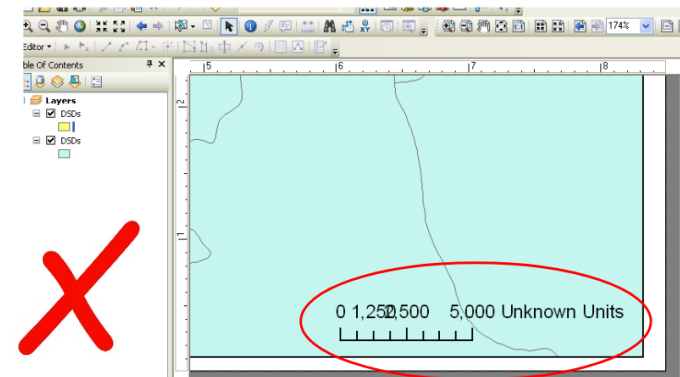 174%
Editor
ble Of Contents
Layers
DSDs
DSDs
5 6 7 8
2
1
0 1,250 2,500 5,000 Unknown Units